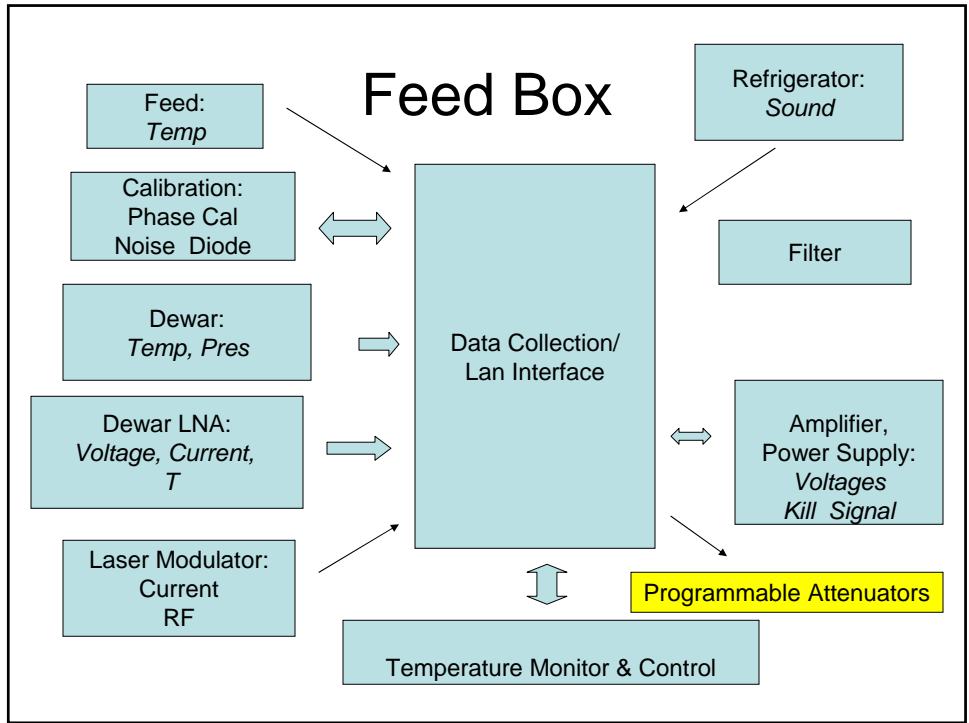 Feed Box
Feed:
Temp
Refrigerator:
Sound
Calibration:
Phase Cal
Noise Diode
Filter
Dewar:
Temp, Pres
Data Collection/
Lan Interface
Dewar LNA:
Voltage, Current,
T
Amplifier,
Power Supply:
Voltages
Kill Signal
Laser Modulator:
Current
RF
Programmable Attenuators
Temperature Monitor & Control